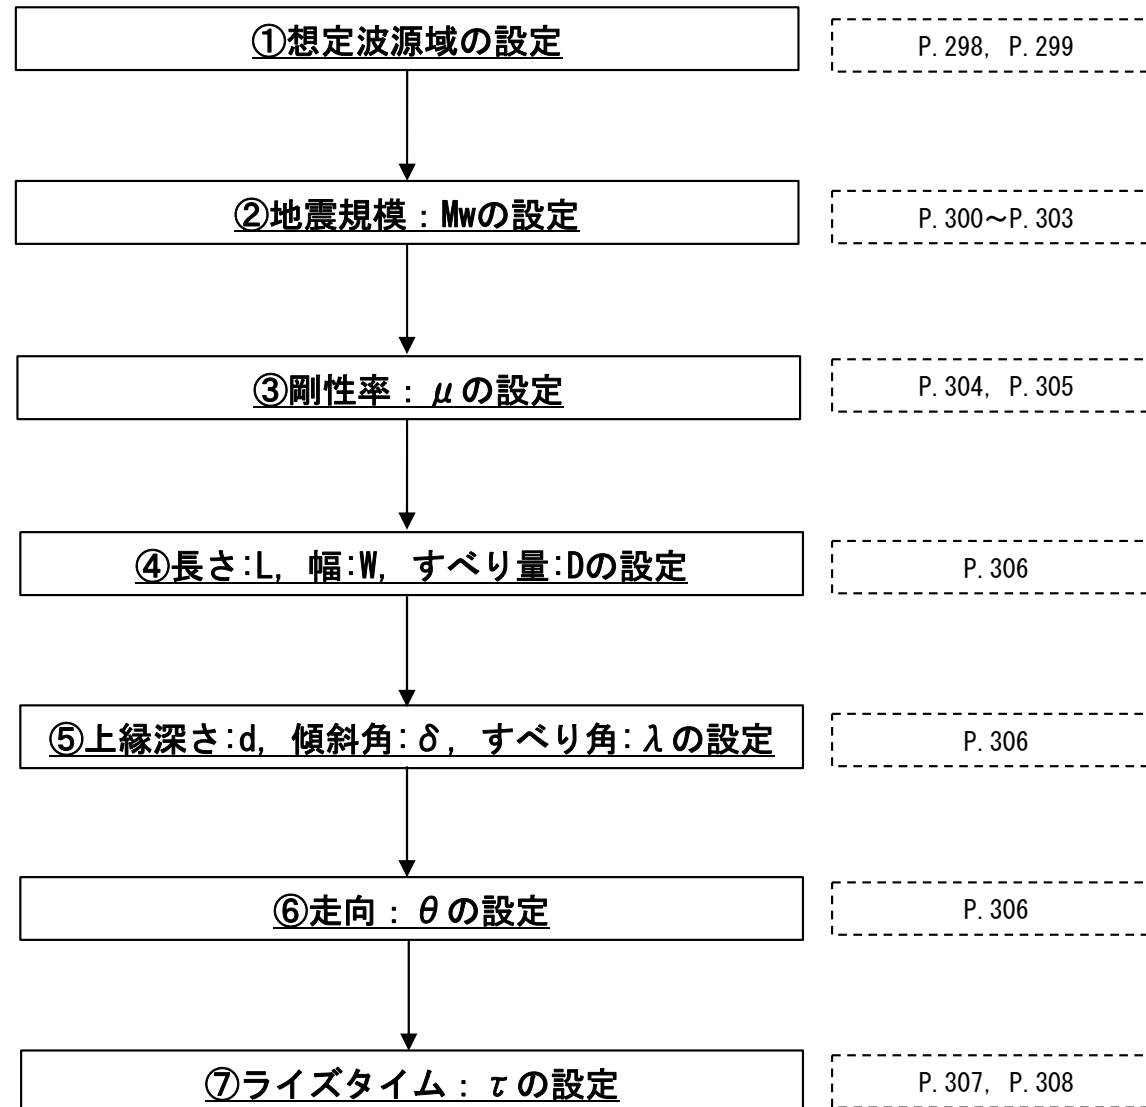 ①想定波源域の設定
P.298, P.299
②地震規模：Mwの設定
P.300～P.303
③剛性率：μの設定
P.304, P.305
④長さ:L, 幅:W, すべり量:Dの設定
P.306
⑤上縁深さ:d, 傾斜角:δ, すべり角:λの設定
P.306
⑥走向：θの設定
P.306
⑦ライズタイム：τの設定
P.307, P.308